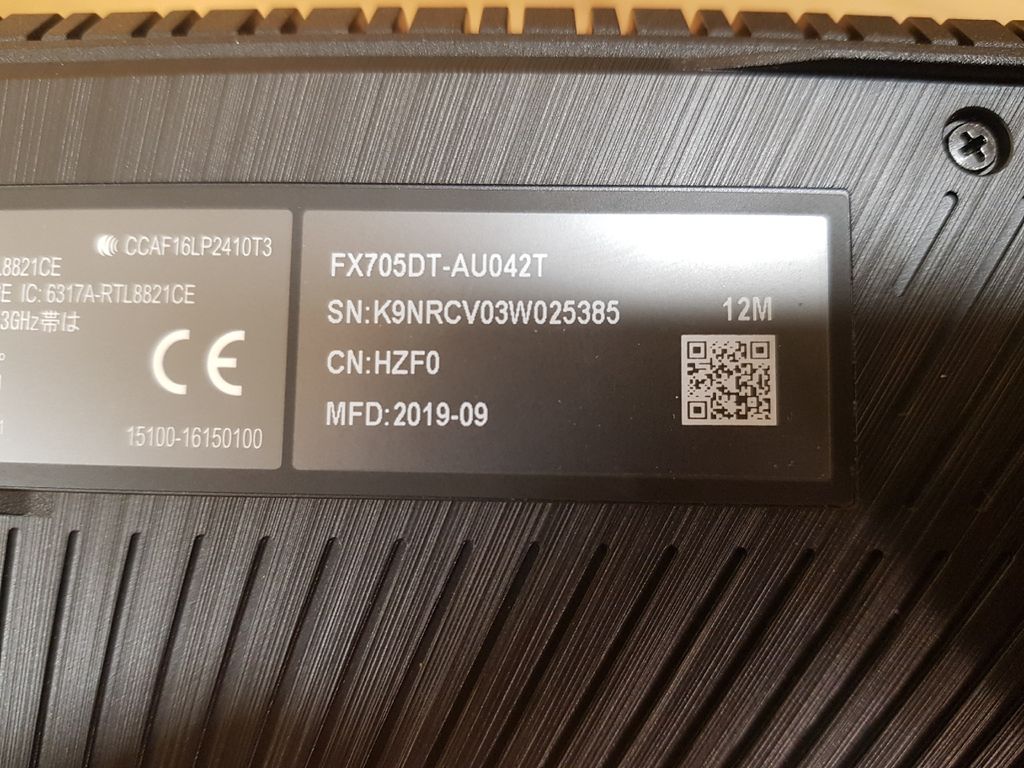 CCAF16LP2410T3
L8821CE
IC: 6317A-RTL8821CE
3GHz帯は
CE
15100-16150100
FX705DT-AU042T
SN:K9NRCV03W025385
12M
CN:HZF0
MFD:2019-09